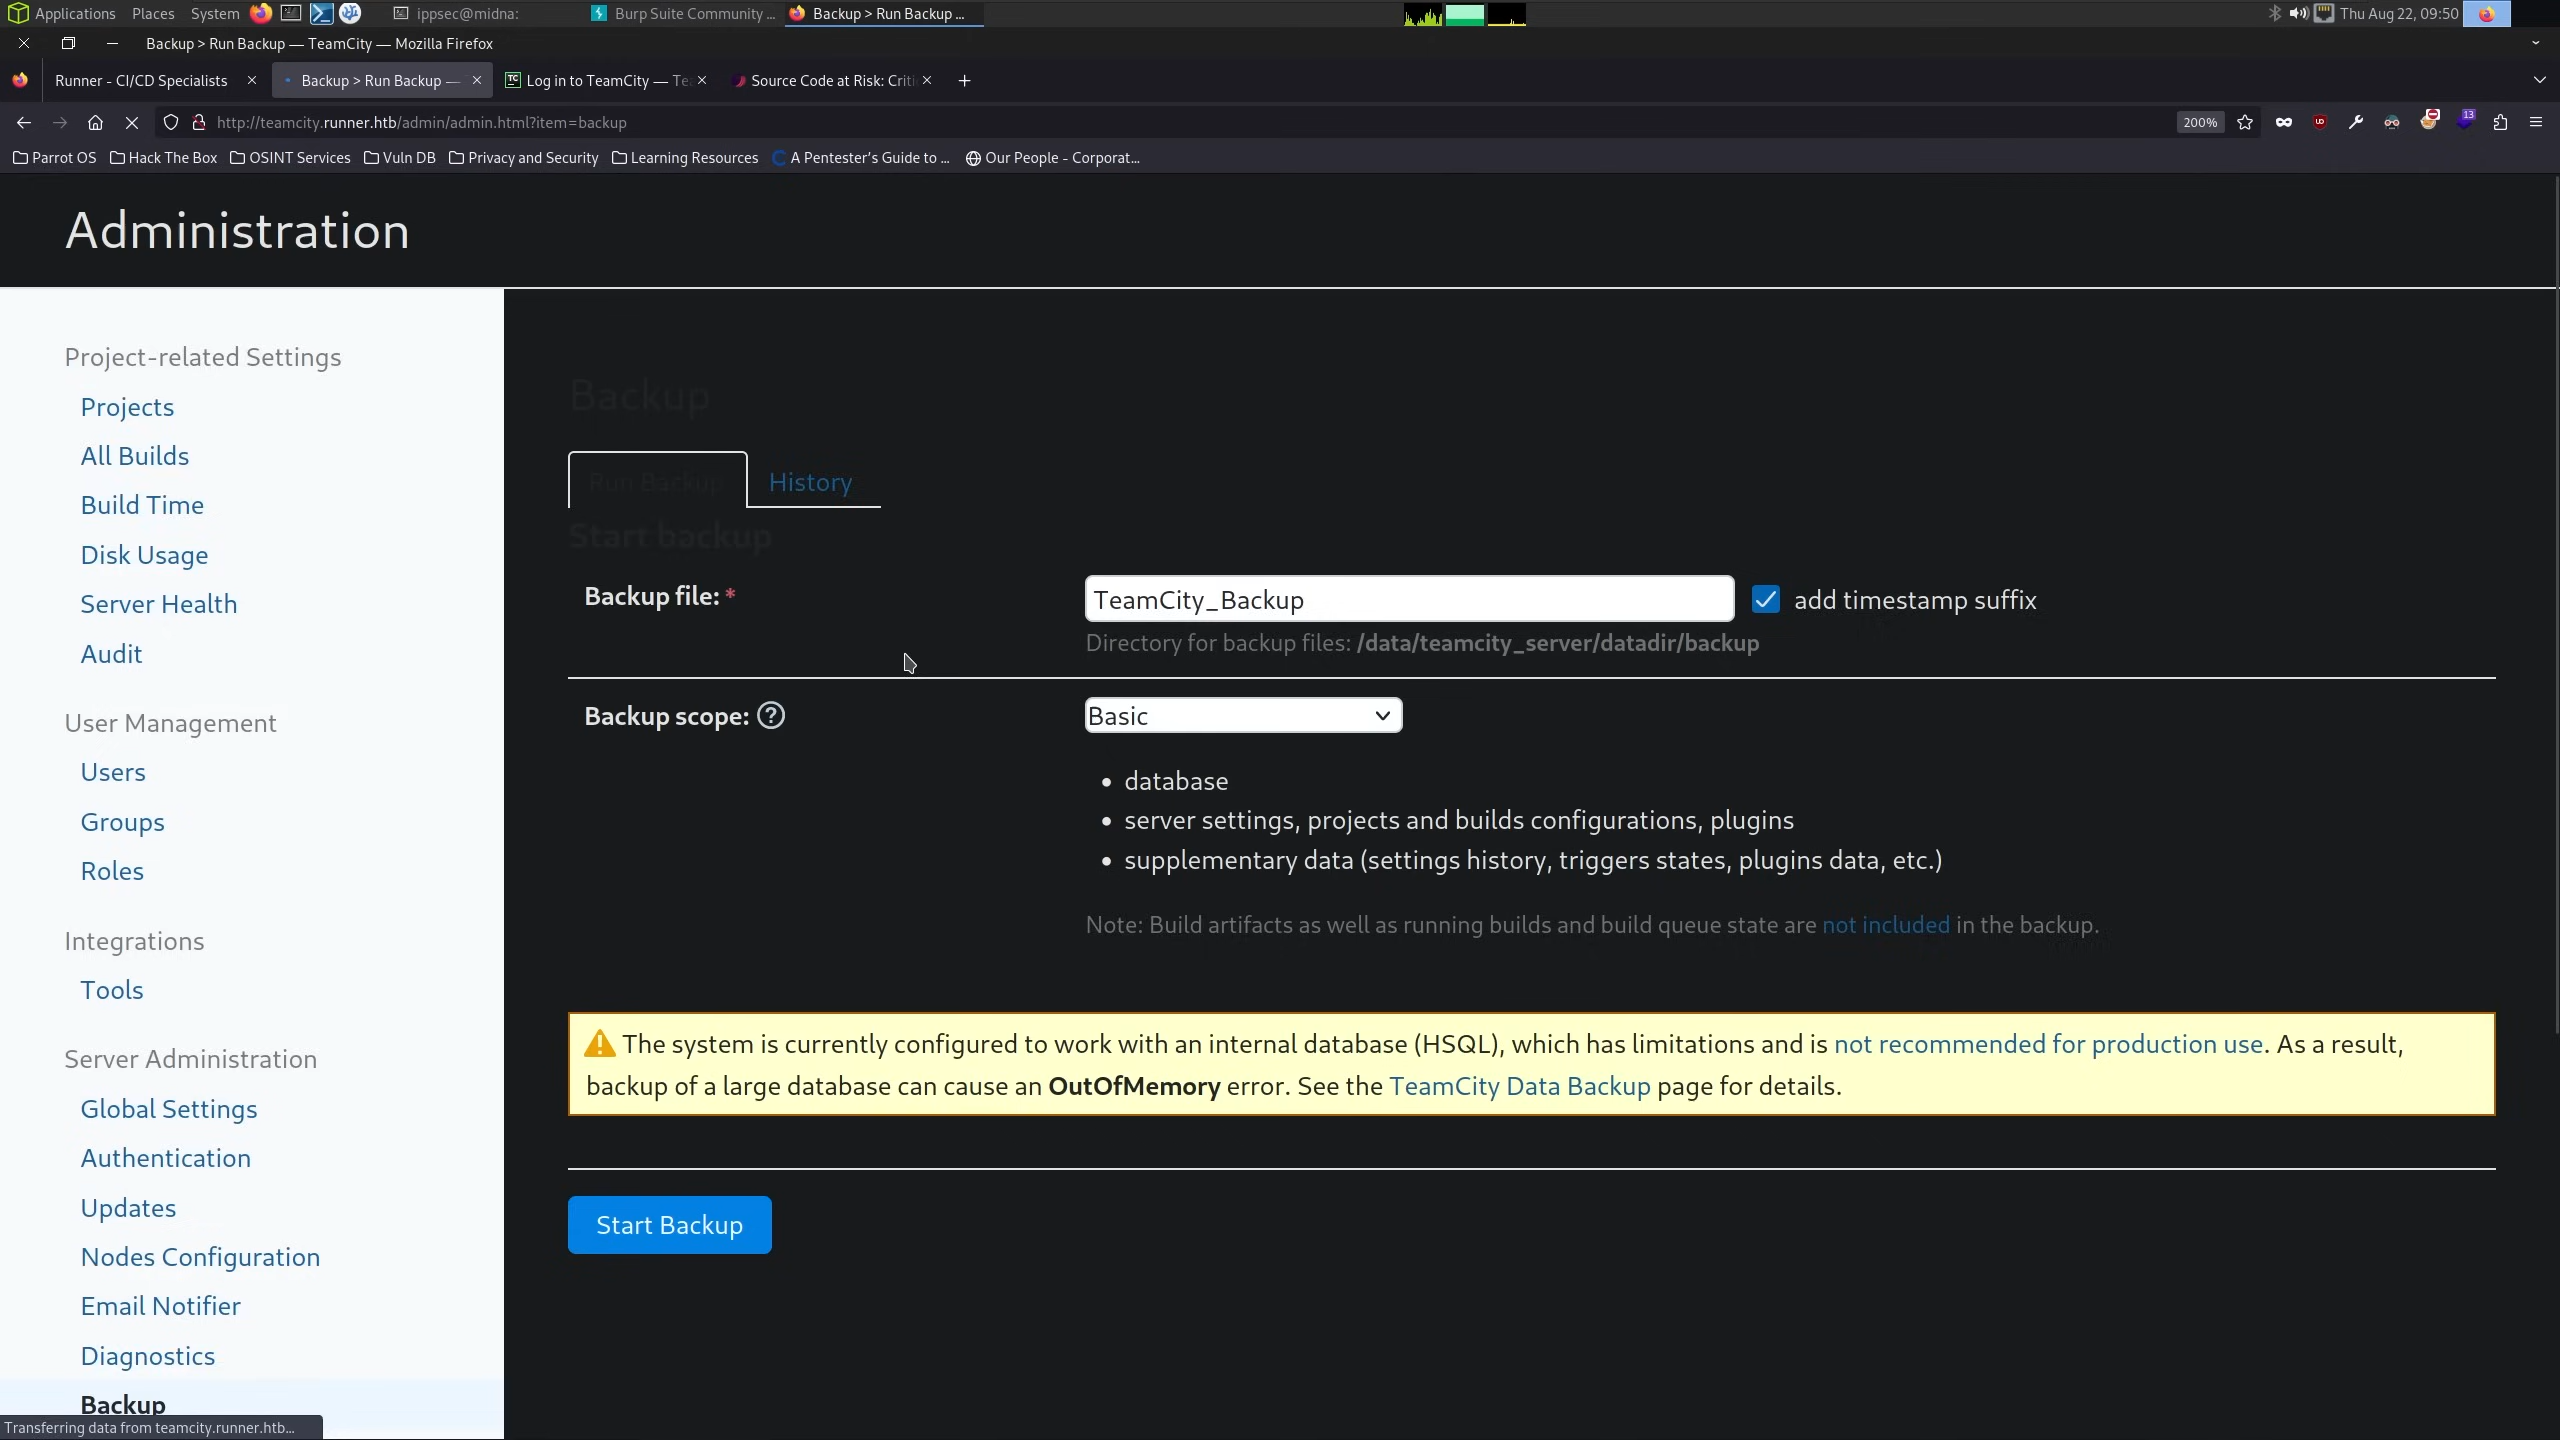 Applications Places System ippsec@midna: Burp Suite Community ... Backup > Run Backup ... Thu Aug 22, 09:50
Backup > Run Backup — TeamCity — Mozilla Firefox
Runner - CI/CD Specialists Backup > Run Backup — TC Log in to TeamCity — Te Source Code at Risk: Criti
http://teamcity.runner.htb/admin/admin.html?item=backup 200% 13
Parrot OS Hack The Box OSINT Services Vuln DB Privacy and Security Learning Resources A Pentester's Guide to ... Our People - Corporat...
Administration
Project-related Settings
Projects
All Builds
Build Time
Disk Usage
Server Health
Audit
User Management
Users
Groups
Roles
Integrations
Tools
Server Administration
Global Settings
Authentication
Updates
Nodes Configuration
Email Notifier
Diagnostics
Backup
Backup
Run Backup History
Start backup
Backup file: * TeamCity_Backup add timestamp suffix
Directory for backup files: /data/teamcity_server/datadir/backup
Backup scope: ? Basic
• database
• server settings, projects and builds configurations, plugins
• supplementary data (settings history, triggers states, plugins data, etc.)
Note: Build artifacts as well as running builds and build queue state are not included in the backup.
The system is currently configured to work with an internal database (HSQL), which has limitations and is not recommended for production use. As a result,
backup of a large database can cause an OutOfMemory error. See the TeamCity Data Backup page for details.
Start Backup
Transferring data from teamcity.runner.htb...